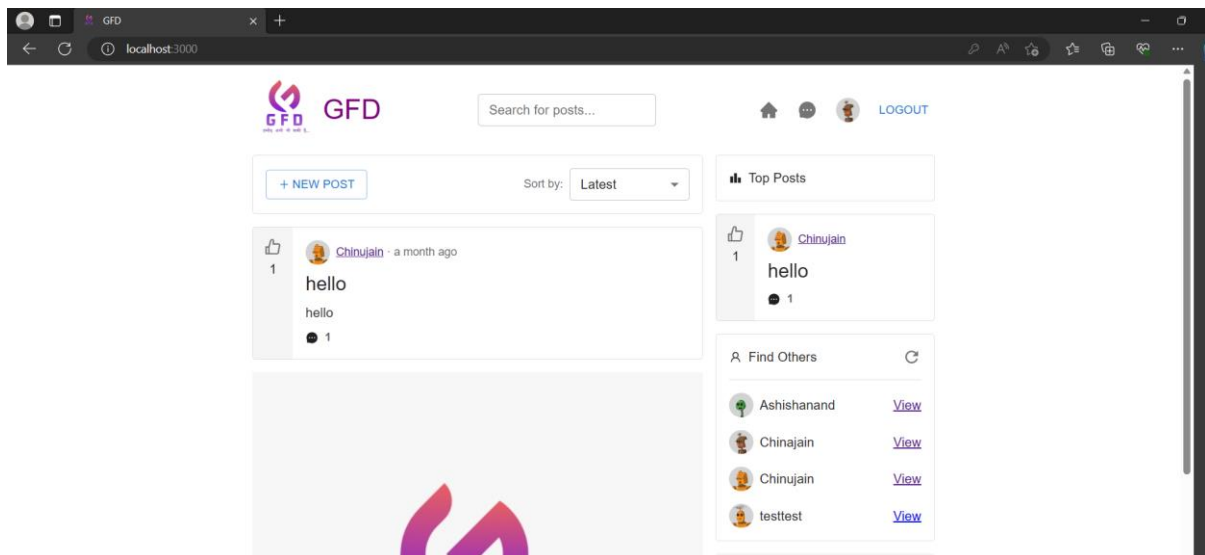 GFD
localhost:3000
GFD
GFD
Search for posts...
LOGOUT
+ NEW POST
Sort by:
Latest
Chinujain · a month ago
1
hello
hello
1
Top Posts
Chinujain
1
hello
1
Find Others
Ashishanand View
Chinajain View
Chinujain View
testtest View